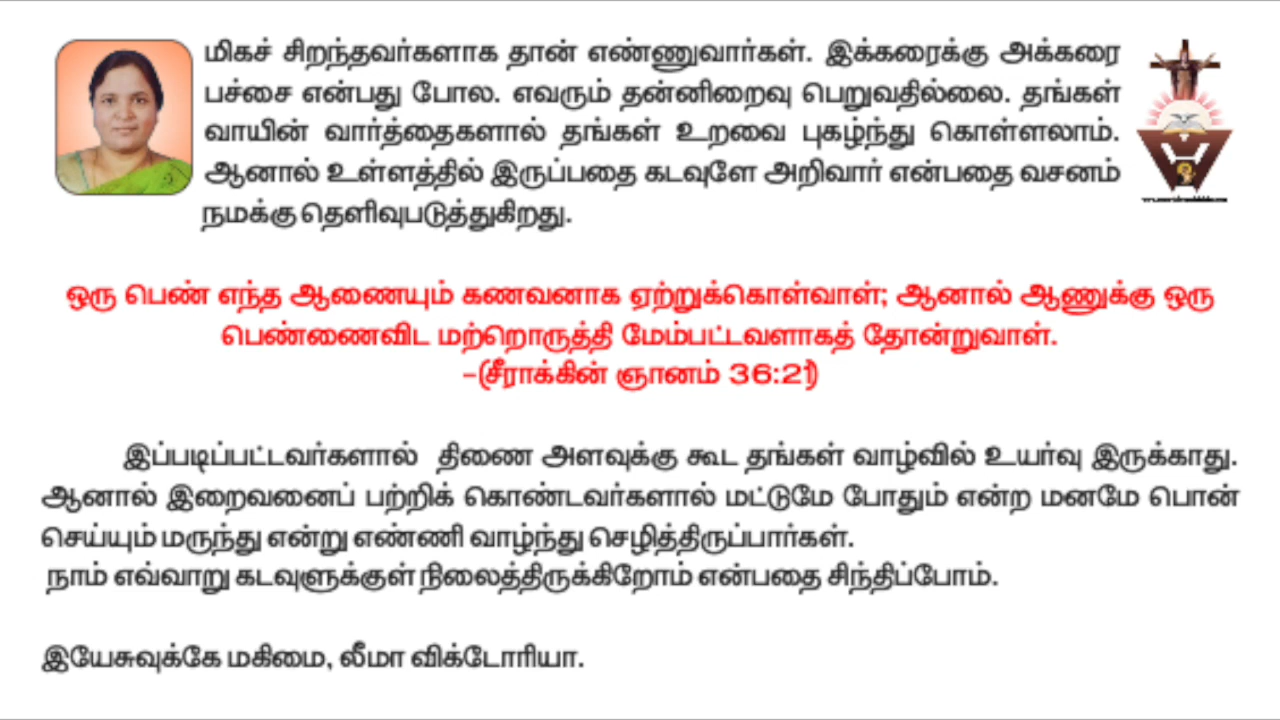 மிகச் சிறந்தவர்களாக தான் எண்ணுவார்கள். இக்கரைக்கு அக்கரை
பச்சை என்பது போல. எவரும் தன்னிறைவு பெறுவதில்லை. தங்கள்
வாயின் வார்த்தைகளால் தங்கள் உறவை புகழ்ந்து கொள்ளலாம்.
ஆனால் உள்ளத்தில் இருப்பதை கடவுளே அறிவார் என்பதை வசனம்
நமக்கு தெளிவுபடுத்துகிறது.
ஒரு பெண் எந்த ஆணையும் கணவனாக ஏற்றுக்கொள்வாள்; ஆனால் ஆணுக்கு ஒரு
பெண்ணைவிட மற்றொருத்தி மேம்பட்டவளாகத் தோன்றுவாள்.
-(சீராக்கின் ஞானம் 36:21)
இப்படிப்பட்டவர்களால் திணை அளவுக்கு கூட தங்கள் வாழ்வில் உயர்வு இருக்காது.
ஆனால் இறைவனைப் பற்றிக் கொண்டவர்களால் மட்டுமே போதும் என்ற மனமே பொன்
செய்யும் மருந்து என்று எண்ணி வாழ்ந்து செழித்திருப்பார்கள்.
நாம் எவ்வாறு கடவுளுக்குள் நிலைத்திருக்கிறோம் என்பதை சிந்திப்போம்.
இயேசுவுக்கே மகிமை, லீமா விக்டோரியா.